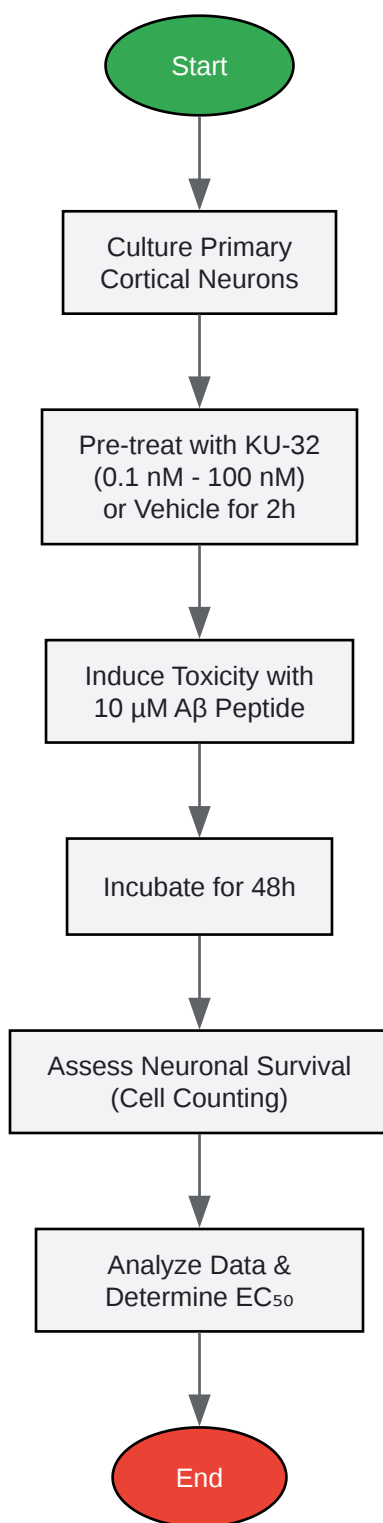 Start
Culture Primary
Cortical Neurons
Pre-treat with KU-32
(0.1 nM - 100 nM)
or Vehicle for 2h
Induce Toxicity with
10 µM Aβ Peptide
Incubate for 48h
Assess Neuronal Survival
(Cell Counting)
Analyze Data &
Determine EC₅₀
End